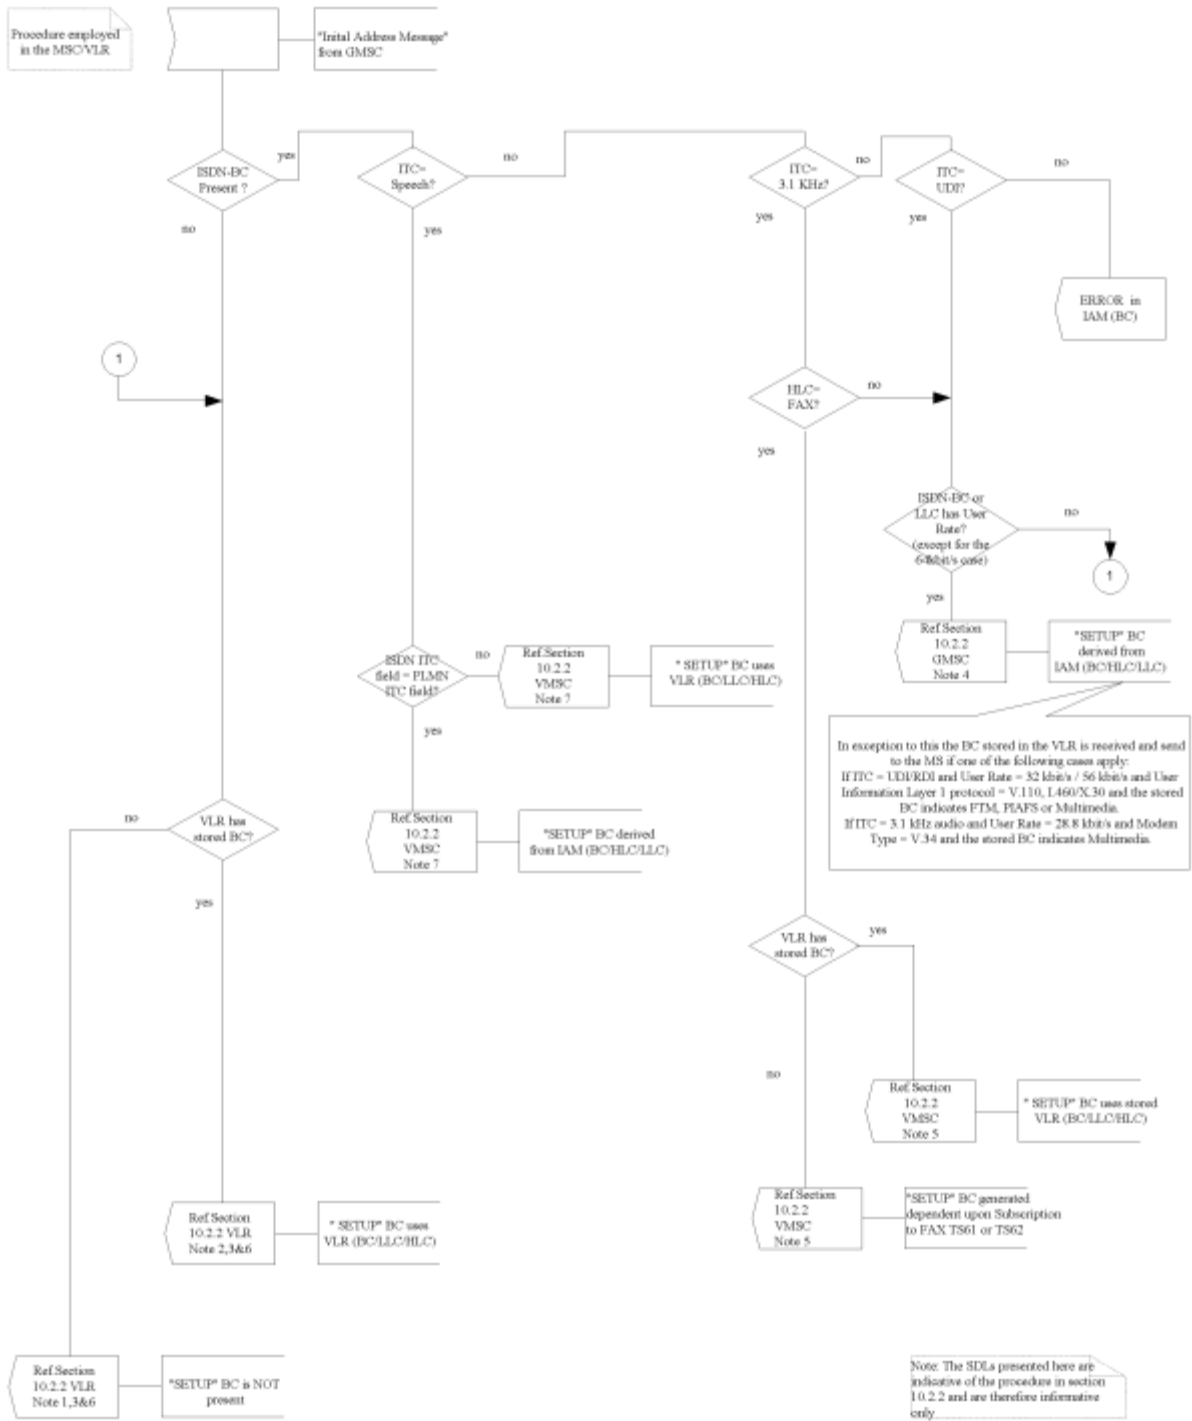 Procedure employed
in the MSC/VLR
"Inital Address Message"
from GMSC
ISDN-BC
Present ?
yes
no
ITC=
Speech?
no
yes
ITC=
3.1 KHz?
no
yes
ITC=
UDI?
no
yes
ERROR in
IAM (BC)
1
HLC=
FAX?
no
yes
ISDN-BC or
LLC has User
Rate?
(except for the
64kbit/s case)
no
1
yes
Ref.Section
10.2.2
GMSC
Note 4
"SETUP" BC
derived from
IAM (BC/HLC/LLC)
ISDN ITC
field = PLMN
ITC field?
no
Ref.Section
10.2.2
VMSC
Note 7
" SETUP" BC uses
VLR (BC/LLC/HLC)
yes
In exception to this the BC stored in the VLR is received and send
to the MS if one of the following cases apply:
If ITC = UDI/RDI and User Rate = 32 kbit/s / 56 kbit/s and User
Information Layer 1 protocol = V.110, I.460/X.30 and the stored
BC indicates FTM, PIAFS or Multimedia.
If ITC = 3.1 kHz audio and User Rate = 28.8 kbit/s and Modem
Type = V.34 and the stored BC indicates Multimedia.
VLR has
stored BC?
no
yes
Ref.Section
10.2.2
VMSC
Note 7
"SETUP" BC derived
from IAM (BC/HLC/LLC)
VLR has
stored BC?
yes
no
Ref.Section
10.2.2
VMSC
Note 5
" SETUP" BC uses stored
VLR (BC/LLC/HLC)
Ref.Section
10.2.2
VMSC
Note 5
"SETUP" BC generated
dependent upon Subscription
to FAX TS61 or TS62
Ref.Section
10.2.2 VLR
Note 2,3&6
" SETUP" BC uses
VLR (BC/LLC/HLC)
Ref.Section
10.2.2 VLR
Note 1,3&6
"SETUP" BC is NOT
present
Note: The SDLs presented here are
indicative of the procedure in section
10.2.2 and are therefore informative
only